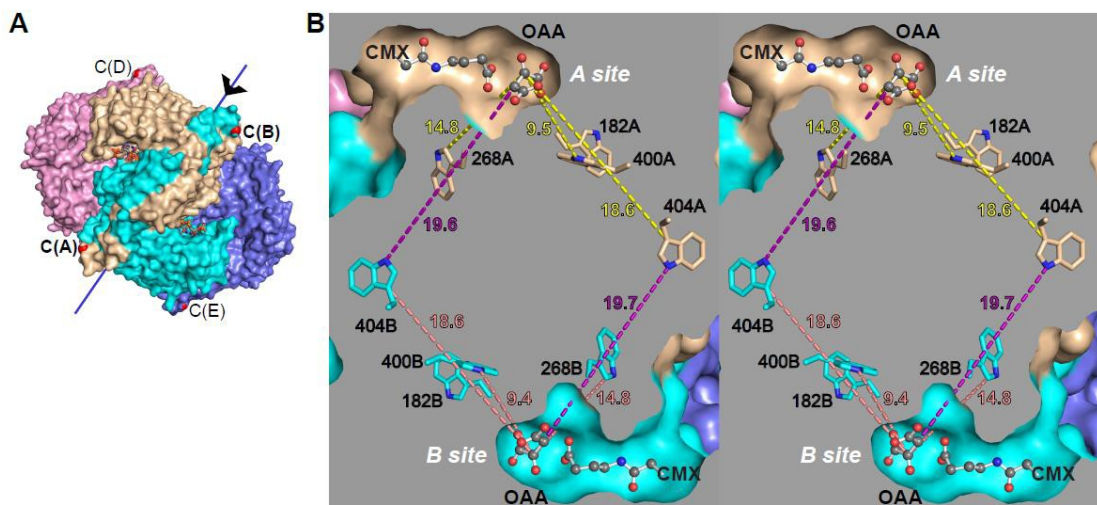 A
C(D)
C(B)
C(A)
C(E)
B
OAA
CMX
A site
14.8
9.5
182A
268A
400A
18.6
404A
19.6
19.7
404B
18.6
400B
268B
182B
9.4
14.8
B site
CMX
OAA
OAA
CMX
A site
14.8
9.5
182A
268A
400A
18.6
404A
19.6
19.7
404B
18.6
400B
268B
182B
9.4
14.8
B site
CMX
OAA